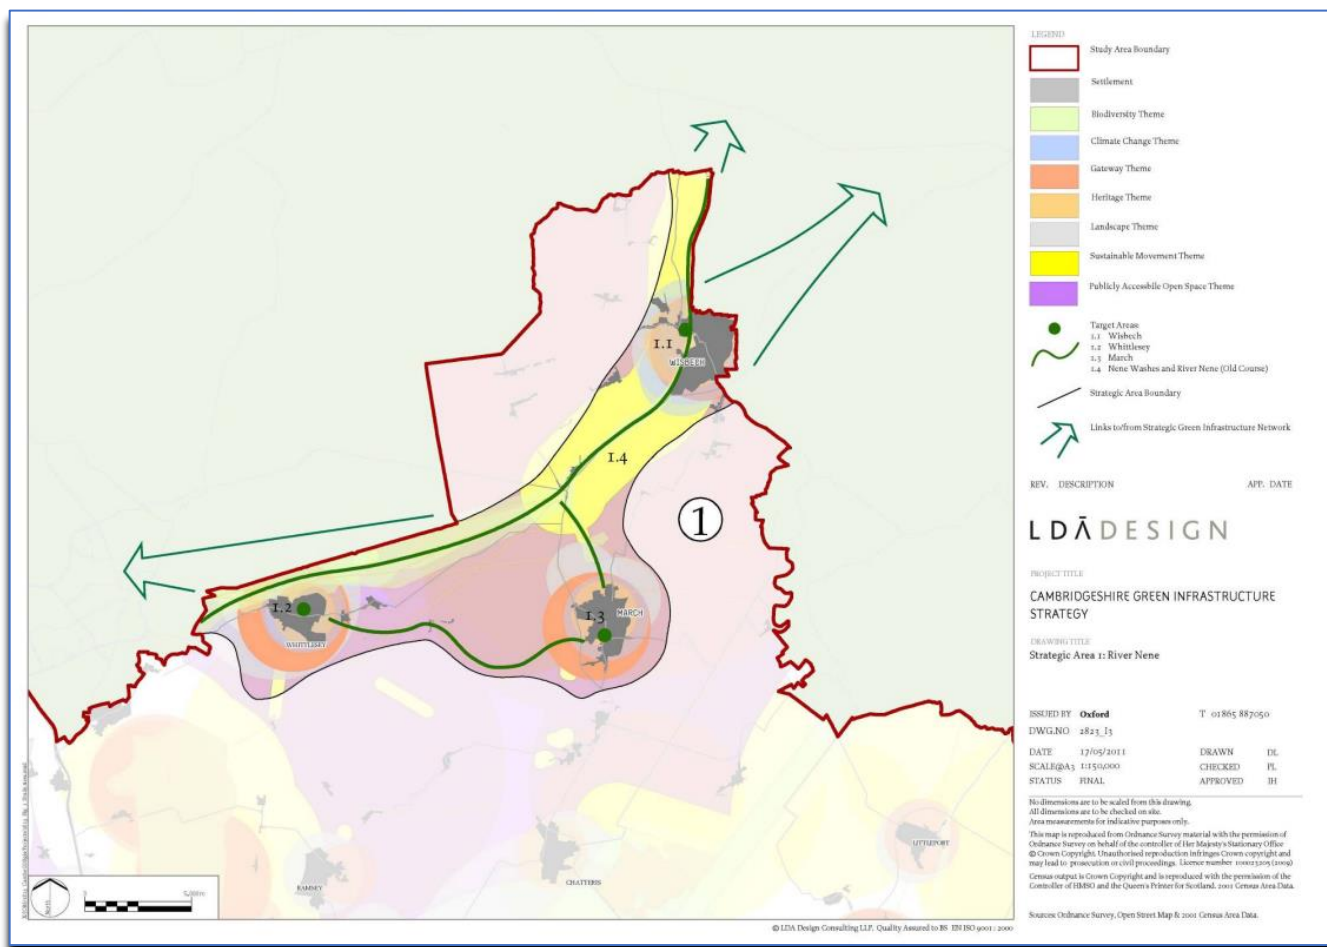 LEGEND
Study Area Boundary
Settlement
Biodiversity Theme
Climate Change Theme
Gateway Theme
Heritage Theme
Landscape Theme
Sustainable Movement Theme
Publicly Accessbile Open Space Theme
Target Areas
1.1 Wisbech
1.2 Whittlesey
1.3 March
1.4 Nene Washes and River Nene (Old Course)
Strategic Area Boundary
Links to/from Strategic Green Infrastructure Network
REV. DESCRIPTION APP. DATE
LDĀDESIGN
PROJECT TITLE
CAMBRIDGESHIRE GREEN INFRASTRUCTURE
STRATEGY
DRAWING TITLE
Strategic Area 1: River Nene
ISSUED BY Oxford T 01865 887050
DWG.NO 2823_I3
DATE 17/05/2011 DRAWN DL
SCALE@A3 1:150,000 CHECKED PL
STATUS FINAL APPROVED IH
No dimensions are to be scaled from this drawing.
All dimensions are to be checked on site.
Area measurements for indicative purposes only.
This map is reproduced from Ordnance Survey material with the permission of
Ordnance Survey on behalf of the controller of Her Majesty's Stationary Office
© Crown Copyright. Unauthorised reproduction infringes Crown copyright and
may lead to prosecution or civil proceedings. Licence number 100023205 (2009)
Census output is Crown Copyright and is reproduced with the permission of the
Controller of HMSO and the Queen's Printer for Scotland. 2001 Census Area Data.
Sources: Ordnance Survey, Open Street Map & 2001 Census Area Data.
1.1
WISBECH
1.4
1
1.2
WHITTLESEY
1.3
MARCH
LITTLEPORT
RAMSEY
CHATTERIS
North
0 5,000m
© LDA Design Consulting LLP. Quality Assured to BS EN ISO 9001 : 2000